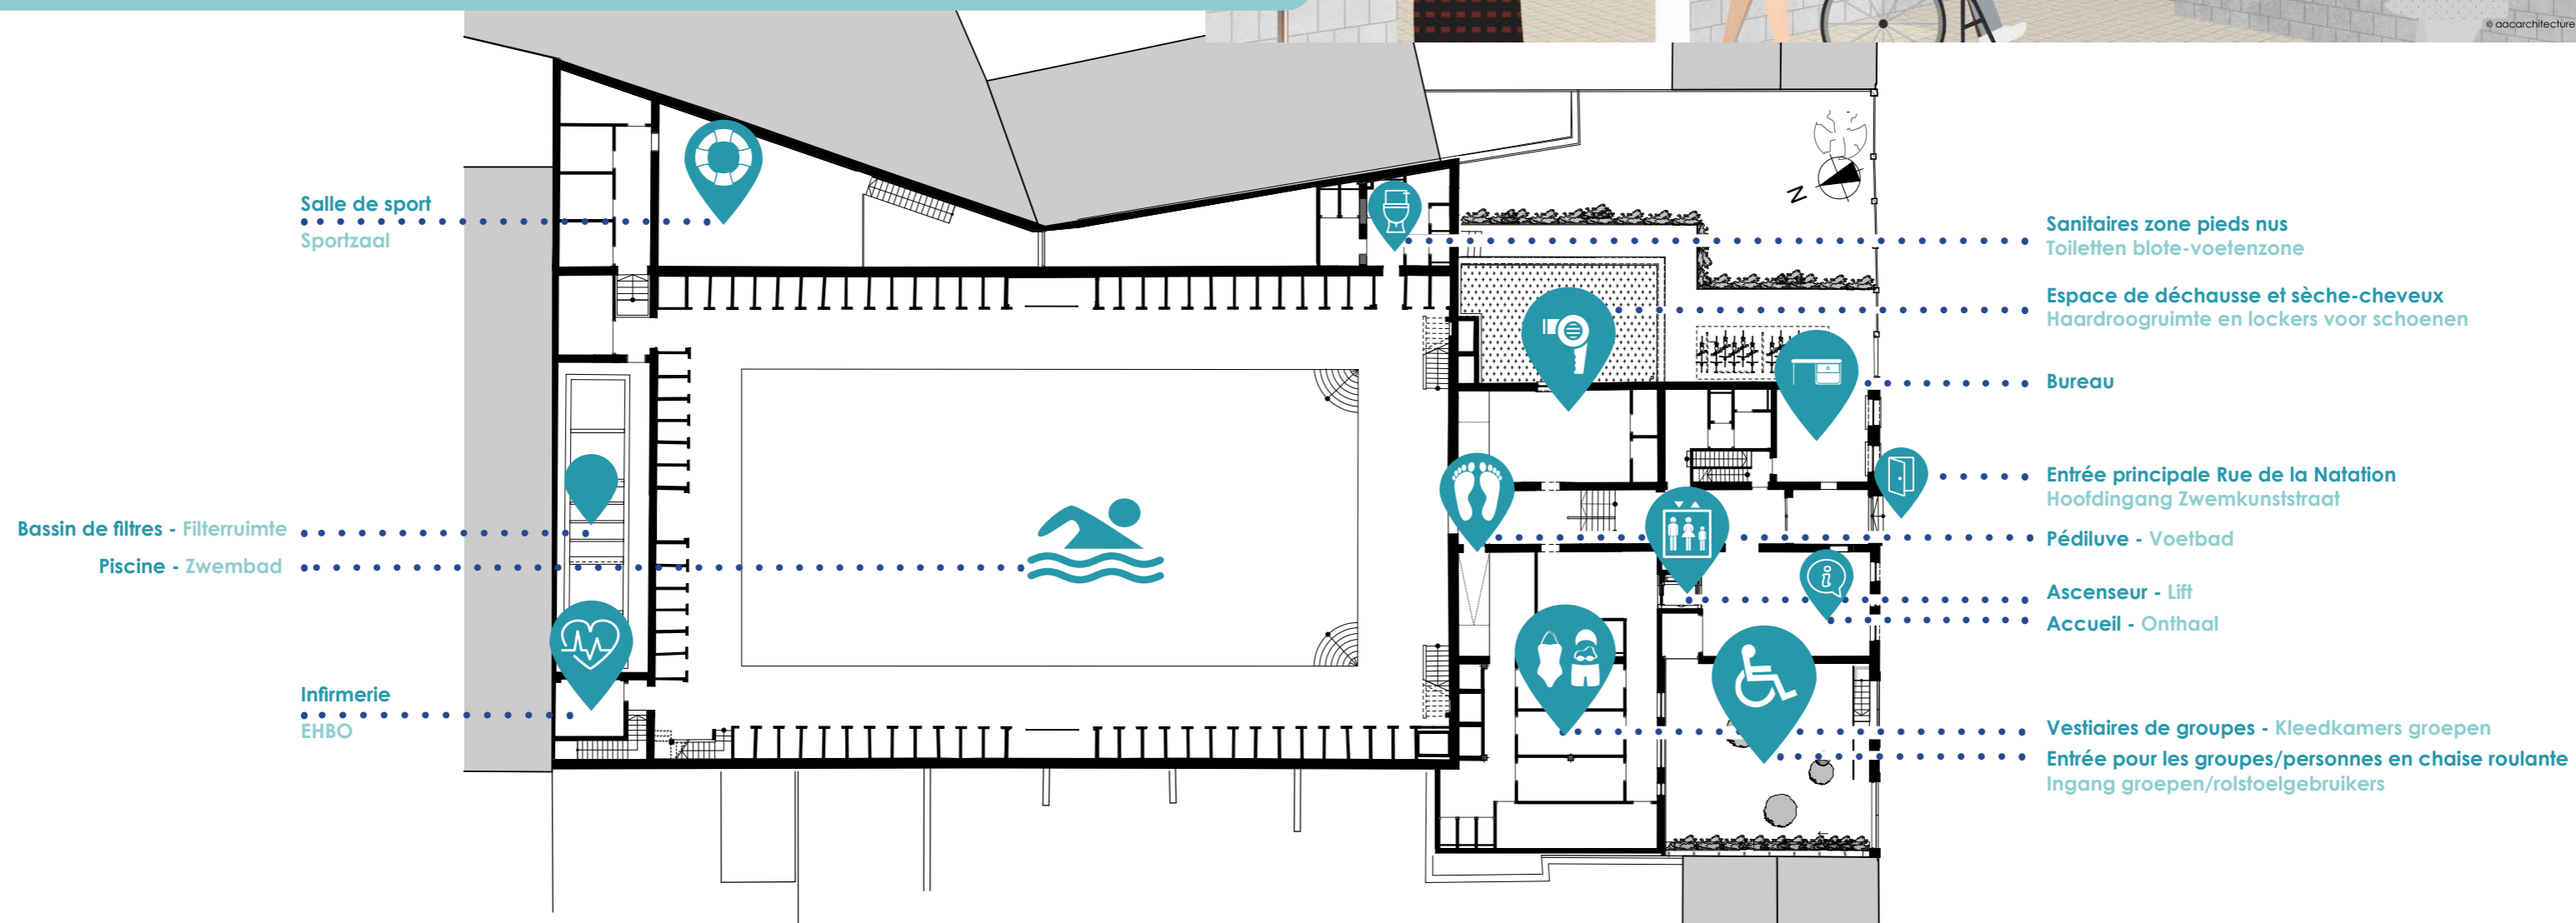 © aacarchitecture
Salle de sport
Sportzaal
Bassin de filtres - Filterruimte
Piscine - Zwembad
Infirmerie
EHBO
N
Sanitaires zone pieds nus
Toiletten blote-voetenzone
Espace de déchausse et sèche-cheveux
Haardroogruimte en lockers voor schoenen
Bureau
Entrée principale Rue de la Natation
Hoofdingang Zwemkunststraat
Pédiluve - Voetbad
Ascenseur - Lift
Accueil - Onthaal
Vestiaires de groupes - Kleedkamers groepen
Entrée pour les groupes/personnes en chaise roulante
Ingang groepen/rolstoelgebruikers